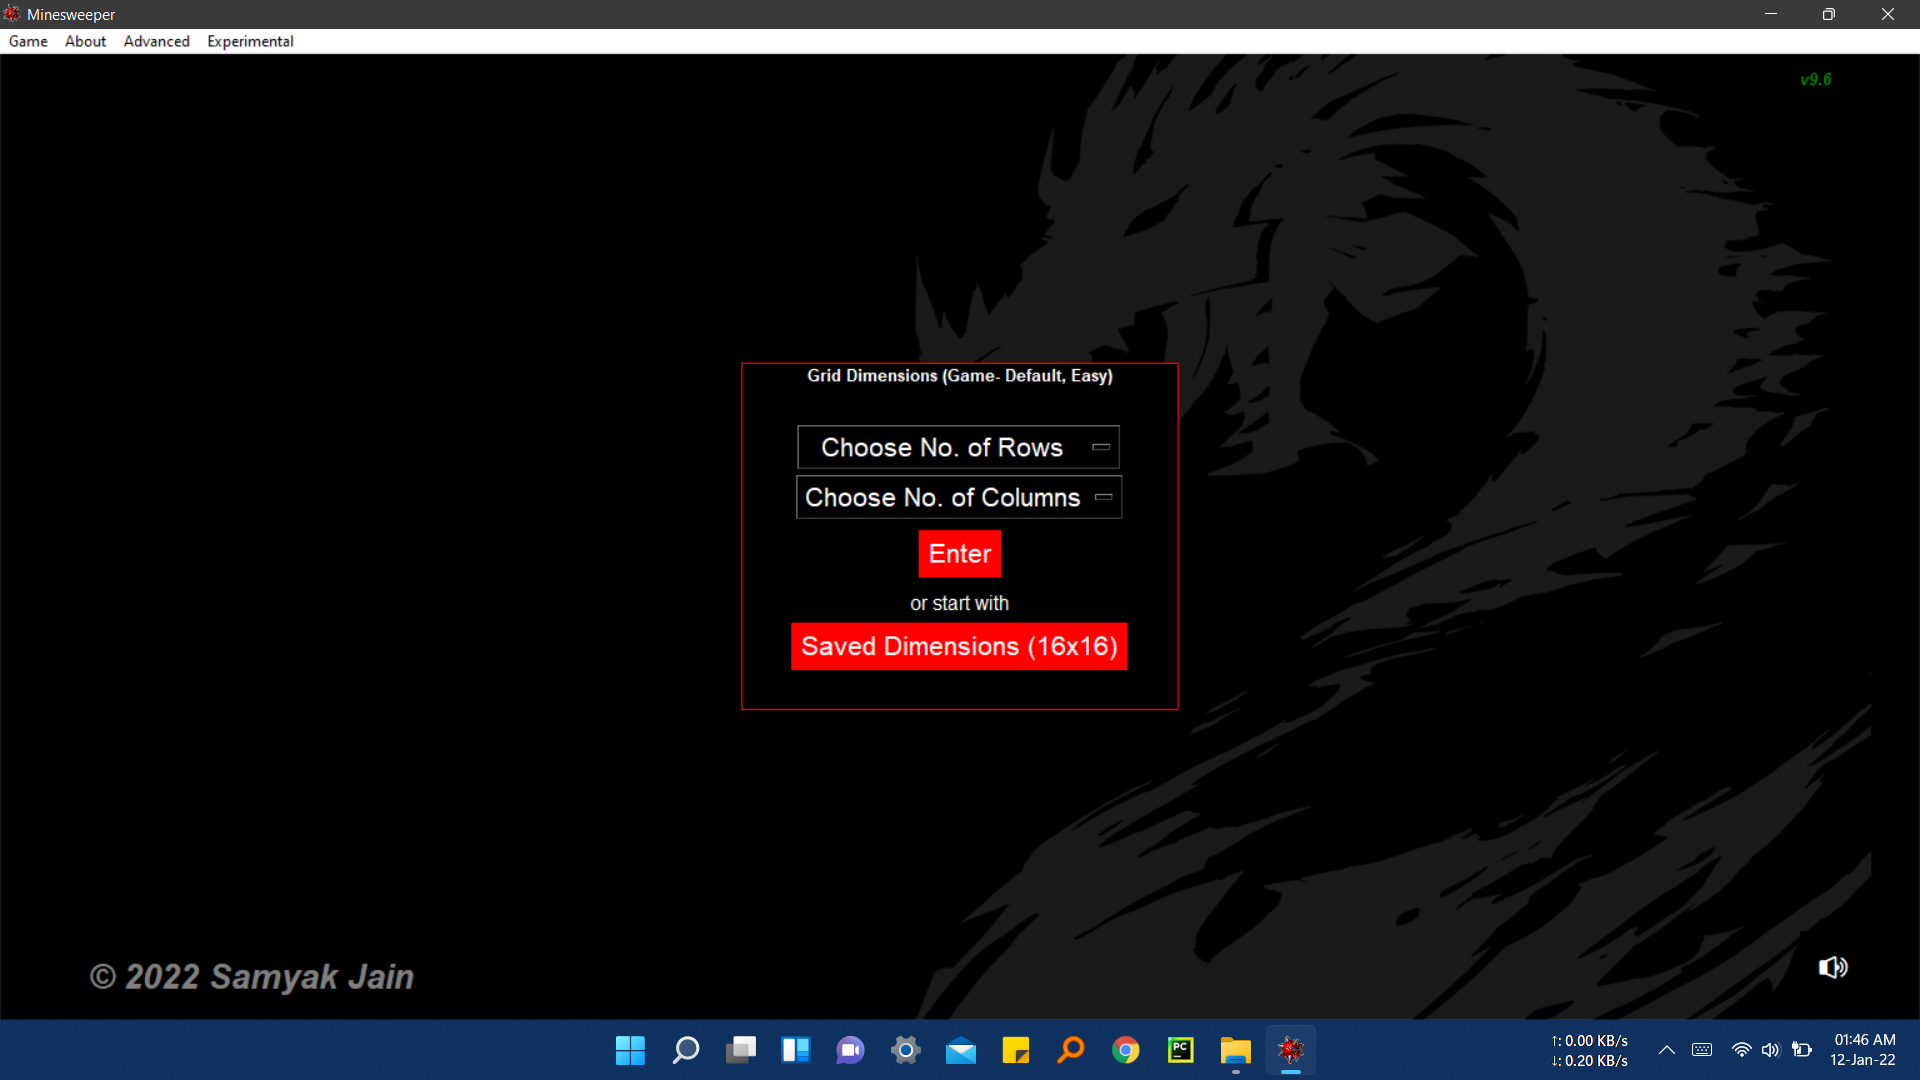 Minesweeper
Game About Advanced Experimental
v9.6
Grid Dimensions (Game- Default, Easy)
Choose No. of Rows
Choose No. of Columns
Enter
or start with
Saved Dimensions (16x16)
© 2022 Samyak Jain
PC
↑: 0.00 KB/s
↓: 0.20 KB/s
01:46 AM
12-Jan-22